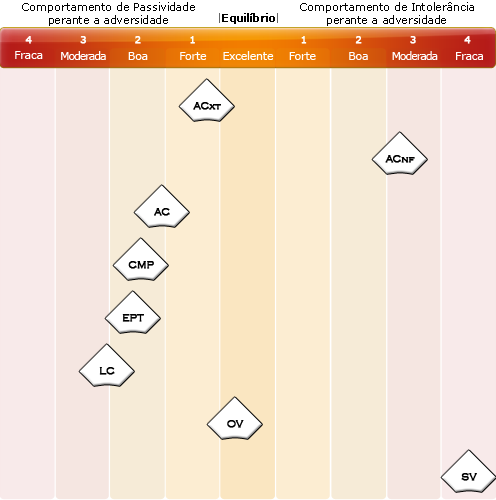 Comportamento de Passividade
perante a adversidade
|Equilíbrio|
Comportamento de Intolerância
perante a adversidade
4 3 2 1 1 2 3 4
Fraca Moderada Boa Forte Excelente Forte Boa Moderada Fraca
ACXT
ACNF
AC
CMP
EPT
LC
OV
SV